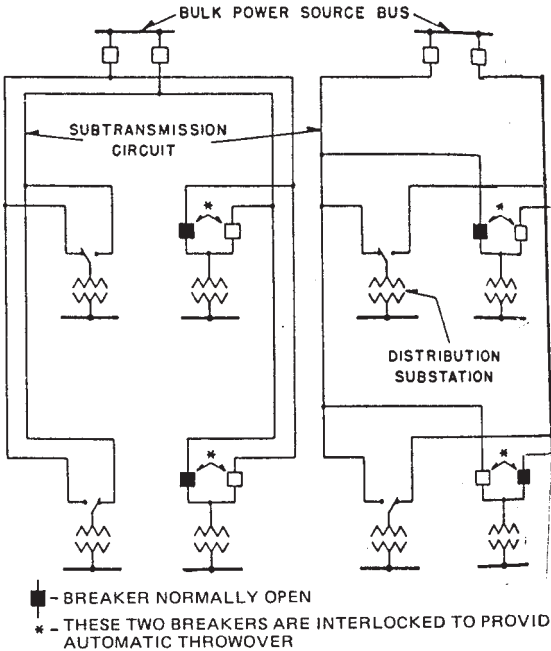 BULK POWER SOURCE BUS
SUBTRANSMISSION
CIRCUIT
*
*
DISTRIBUTION
SUBSTATION
*
*
- BREAKER NORMALLY OPEN
* - THESE TWO BREAKERS ARE INTERLOCKED TO PROVID
AUTOMATIC THROWOVER